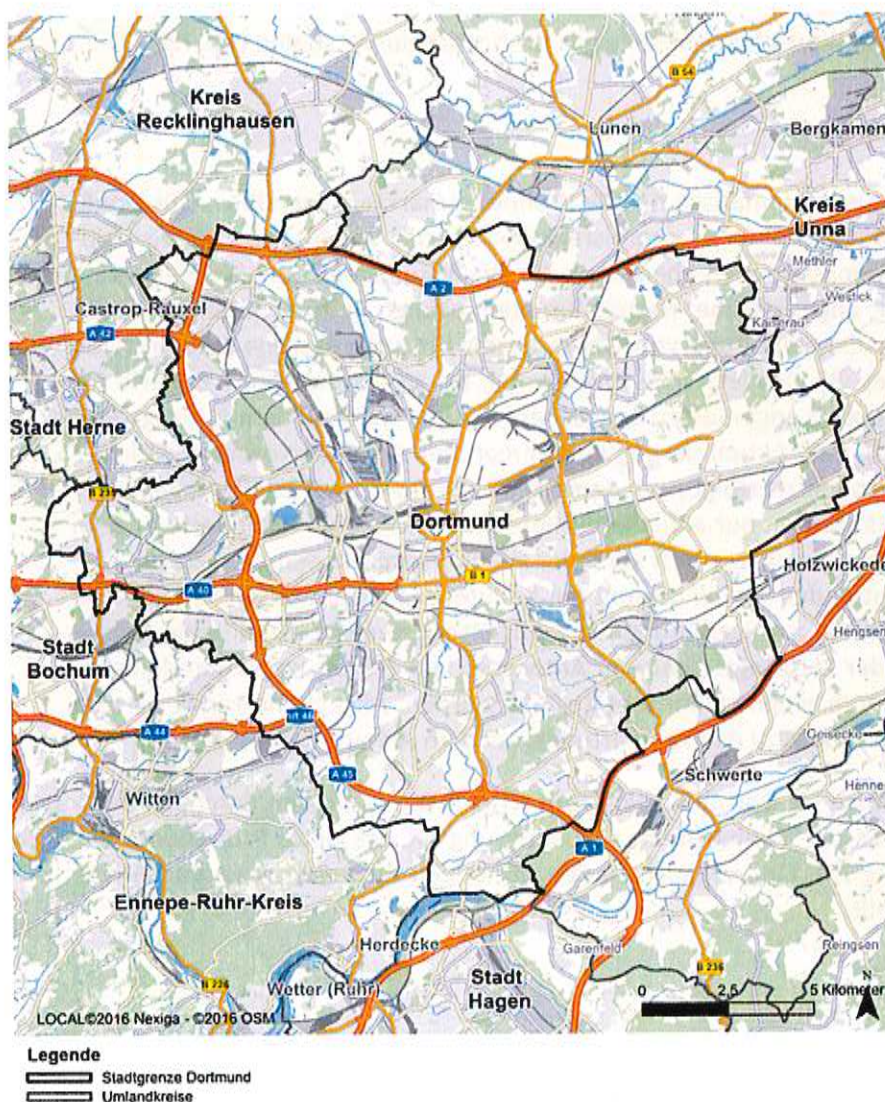 B 54
Kreis
Recklinghausen
Lünen
Bergkamen
Kreis
Unna
Methler
A 2
Westick
Castrop-Rauxel
Kaiserau
A 42
Stadt Herne
B 235
Dortmund
Holzwickede
B 1
A 40
Stadt
Bochum
Hengsen
A 44
Geisecke
A 45
Schwerte
Witten
A 1
Ennepe-Ruhr-Kreis
Herdecke
Garenfeld
Reingsen
Stadt
Hagen
B 236
B 226
Wetter (Ruhr)
N
0 2,5 5 Kilometer
LOCAL©2016 Nexiga - ©2016 OSM
Legende
Stadtgrenze Dortmund
Umlandkreise